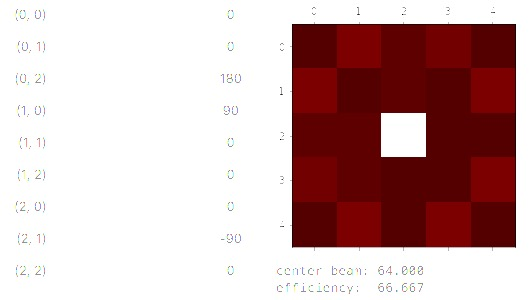 0 1 2 3 4
(0, 0) 0
(0, 1) 0
0
(0, 2) 180
1
(1, 0) 90
(1, 1) 0
2
(1, 2) 0
3
(2, 0) 0
(2, 1) -90
4
(2, 2) 0
center beam: 64.000
efficiency: 66.667